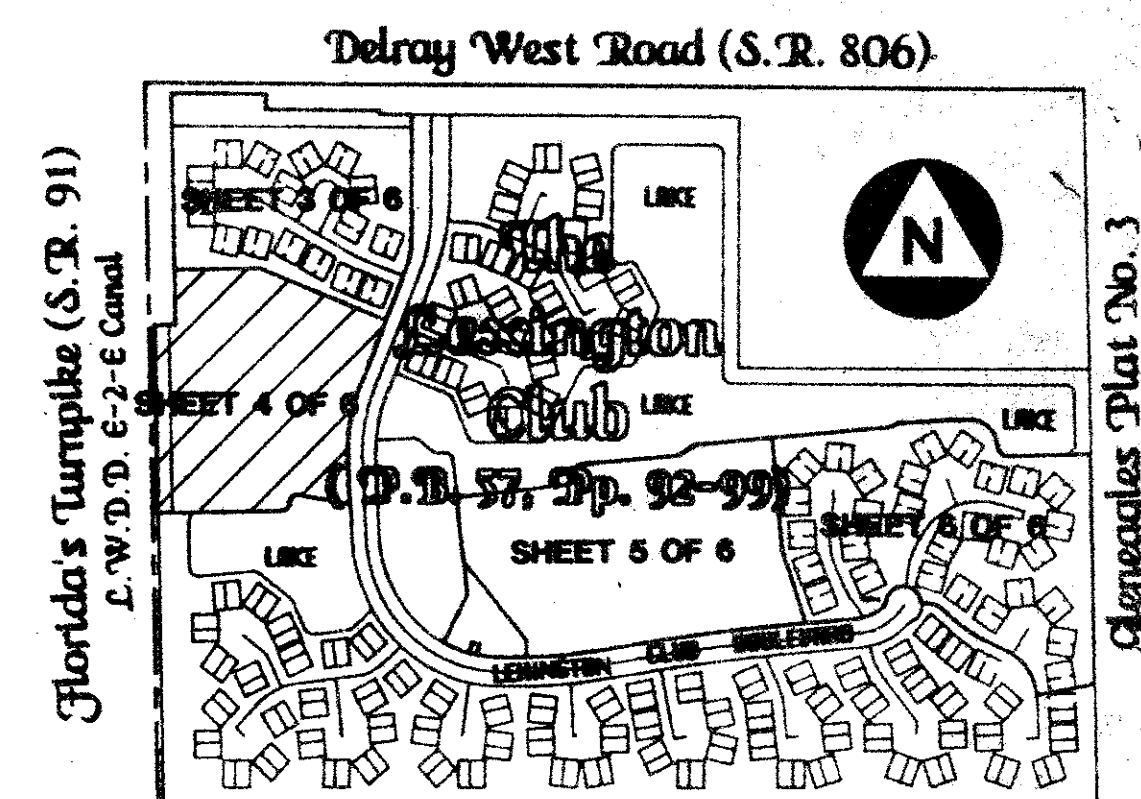 Delray West Road (S.R. 806)
Florida's Turnpike (S.R. 91)
L.W.D.D. E-2-E Canal
SHEET 3 OF 6
LAKE
N
Gleneagles Plat No. 3
The
Lexington
Club
(P.B. 57, Pp. 92-99)
SHEET 4 OF 6
LAKE
LAKE
SHEET 5 OF 6
SHEET 6 OF 6
LAKE
LEXINGTON CLUB BOULEVARD